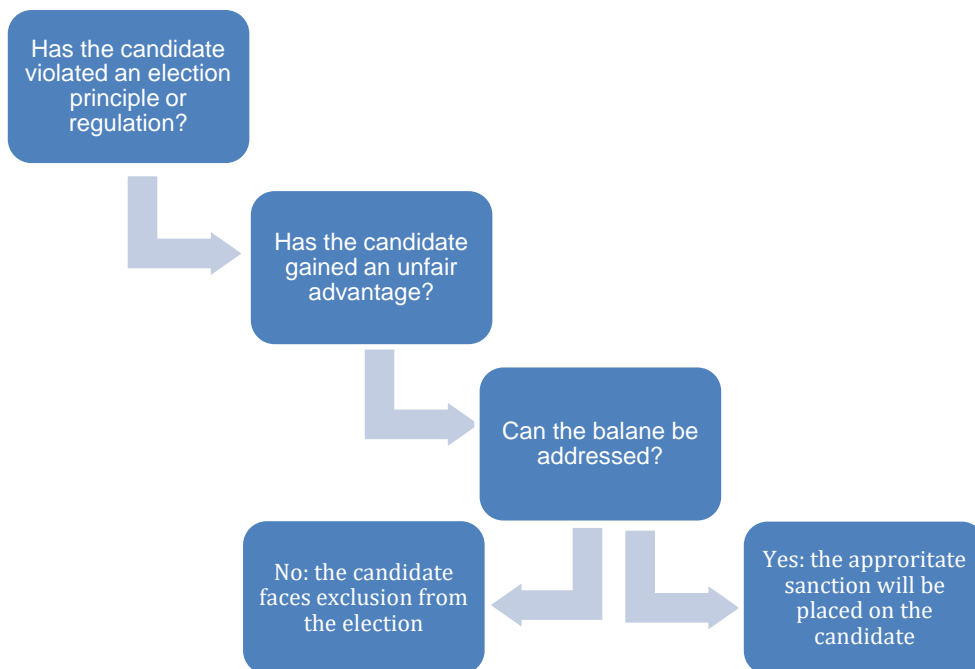 Has the candidate
violated an election
principle or
regulation?
Has the candidate
gained an unfair
advantage?
Can the balane be
addressed?
No: the candidate
faces exclusion from
the election
Yes: the approritate
sanction will be
placed on the
candidate